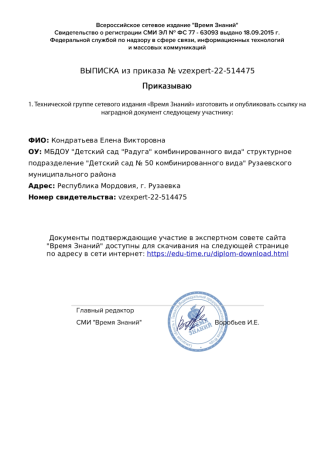 Всероссийское сетевое издание "Время Знаний"
Свидетельство о регистрации СМИ ЭЛ № ФС 77 - 63093 выдано 18.09.2015 г.
Федеральной службой по надзору в сфере связи, информационных технологий
и массовых коммуникаций
ВЫПИСКА из приказа № vzexpert-22-514475
Приказываю
1. Технической группе сетевого издания «Время Знаний» изготовить и опубликовать ссылку на
наградной документ следующему участнику:
ФИО: Кондратьева Елена Викторовна
ОУ: МБДОУ "Детский сад "Радуга" комбинированного вида" структурное
подразделение "Детский сад № 50 комбинированного вида" Рузаевского
муниципального района
Адрес: Республика Мордовия, г. Рузаевка
Номер свидетельства: vzexpert-22-514475
Документы подтверждающие участие в экспертном совете сайта
"Время Знаний" доступны для скачивания на следующей странице
по адресу в сети интернет: https://edu-time.ru/diplom-download.html
Главный редактор
СМИ "Время Знаний"
Воробьев И.Е.
ВРЕМЯ
ЗНАНИЙ